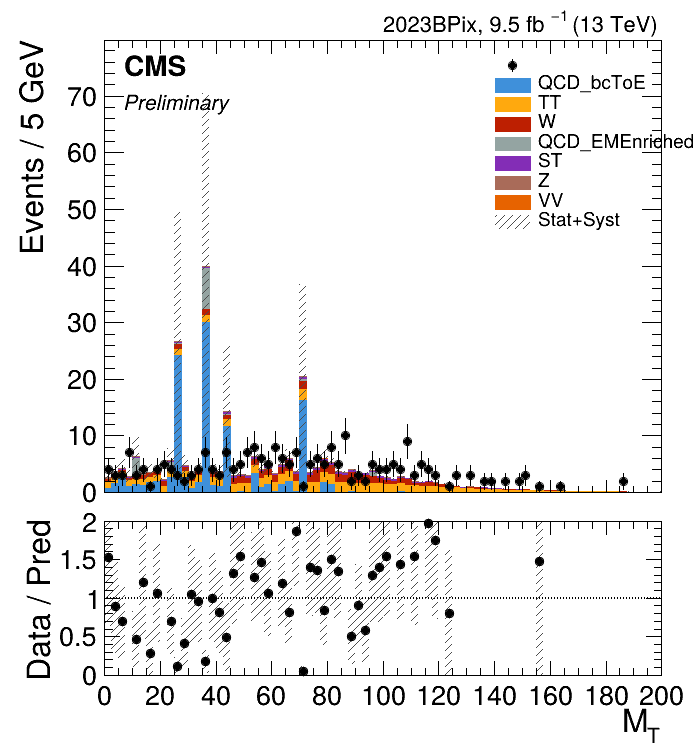 2023BPix, 9.5 fb⁻¹ (13 TeV)
CMS
Preliminary
QCD_bcToE
TT
W
QCD_EMEnriched
ST
Z
VV
Stat+Syst
Events / 5 GeV
70
60
50
40
30
20
10
0
Data / Pred
2
1.5
1
0.5
0
0 20 40 60 80 100 120 140 160 180 200
M_T